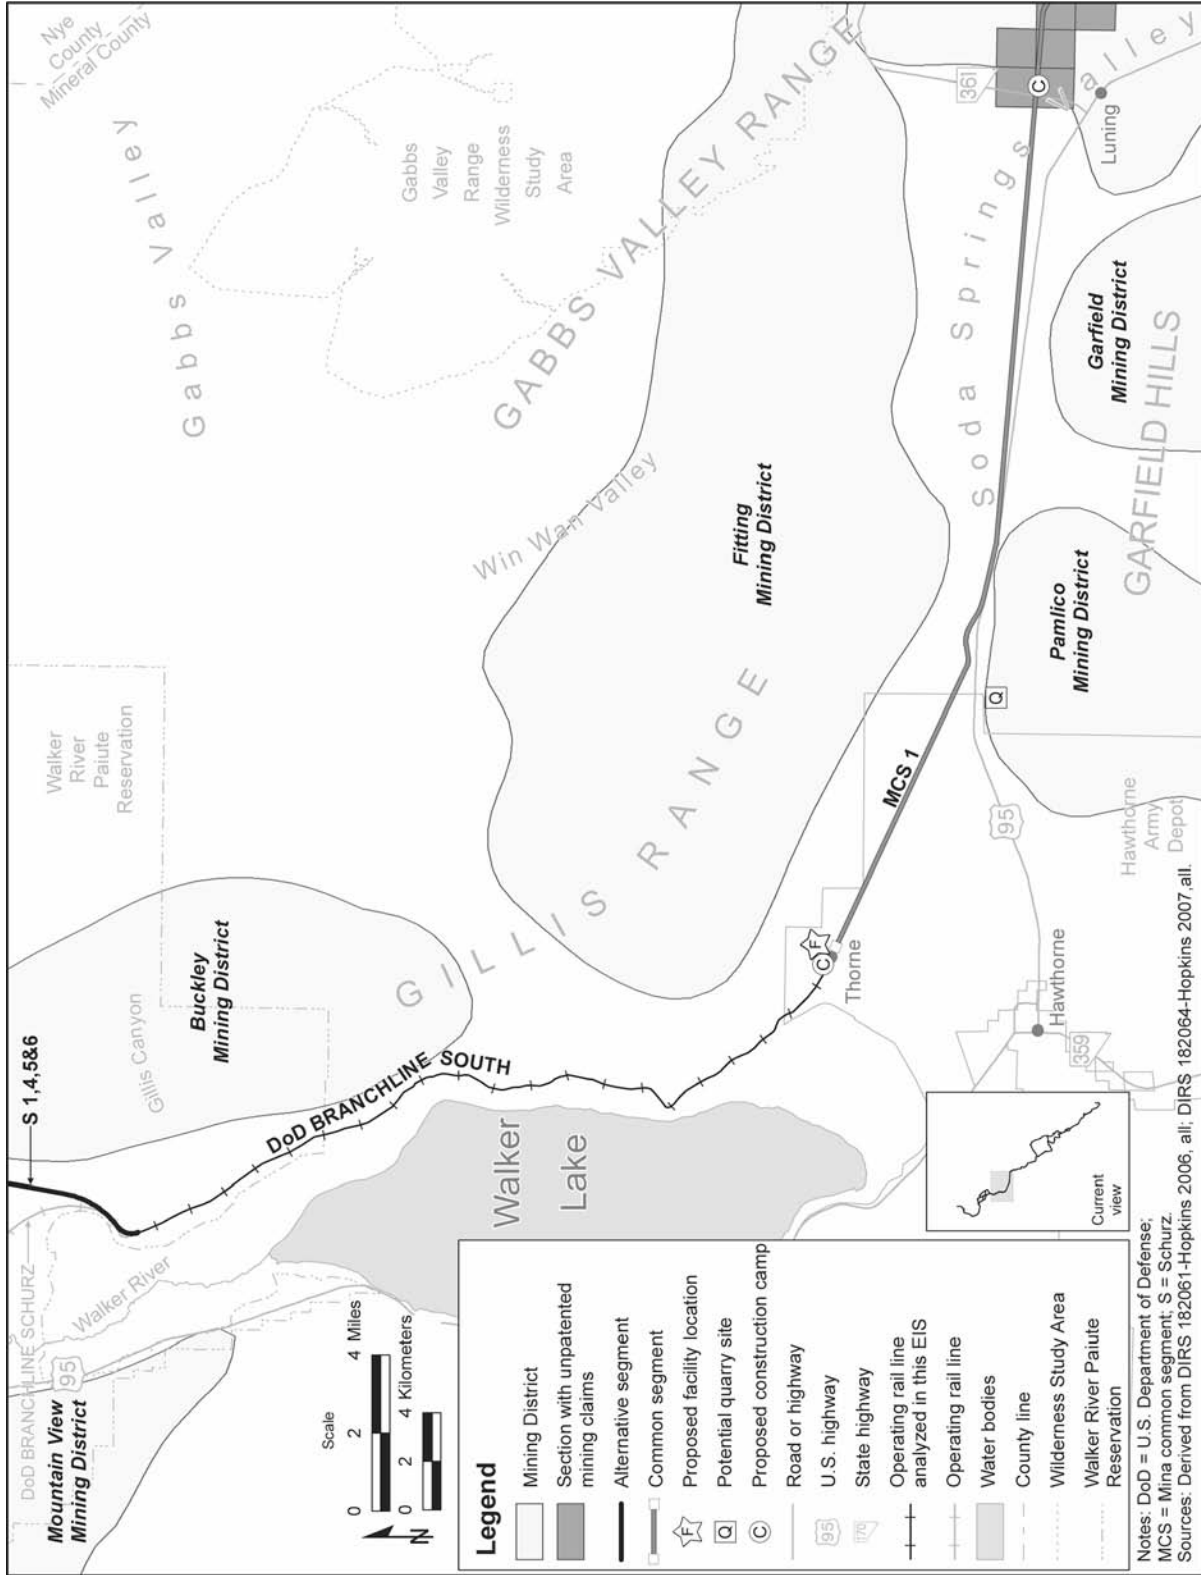 Nye
County
Mineral County
Gabbs Valley
Gabbs
Valley
Range
Wilderness
Study
Area
GABBS VALLEY RANGE
Win Wan Valley
Walker
River
Paiute
Reservation
S 1,4,5&6
Gillis Canyon
Buckley
Mining District
GILLIS RANGE
Fitting
Mining District
DoD BRANCHLINE SOUTH
DoD BRANCHLINE SCHURZ
Walker River
95
Mountain View
Mining District
Walker
Lake
361
C
Valley
Luning
Soda Springs
Garfield
Mining District
GARFIELD HILLS
Pamlico
Mining District
Q
MCS 1
95
Hawthorne
Army
Depot
F
C
Thorne
Hawthorne
359
Scale
0 2 4 Miles
0 2 4 Kilometers
N
Current
view
Legend
Mining District
Section with unpatented
mining claims
Alternative segment
Common segment
F Proposed facility location
Q Potential quarry site
C Proposed construction camp
Road or highway
95 U.S. highway
170 State highway
Operating rail line
analyzed in this EIS
Operating rail line
Water bodies
County line
Wilderness Study Area
Walker River Paiute
Reservation
Notes: DoD = U.S. Department of Defense;
MCS = Mina common segment; S = Schurz.
Sources: Derived from DIRS 182061-Hopkins 2006, all; DIRS 182064-Hopkins 2007,all.